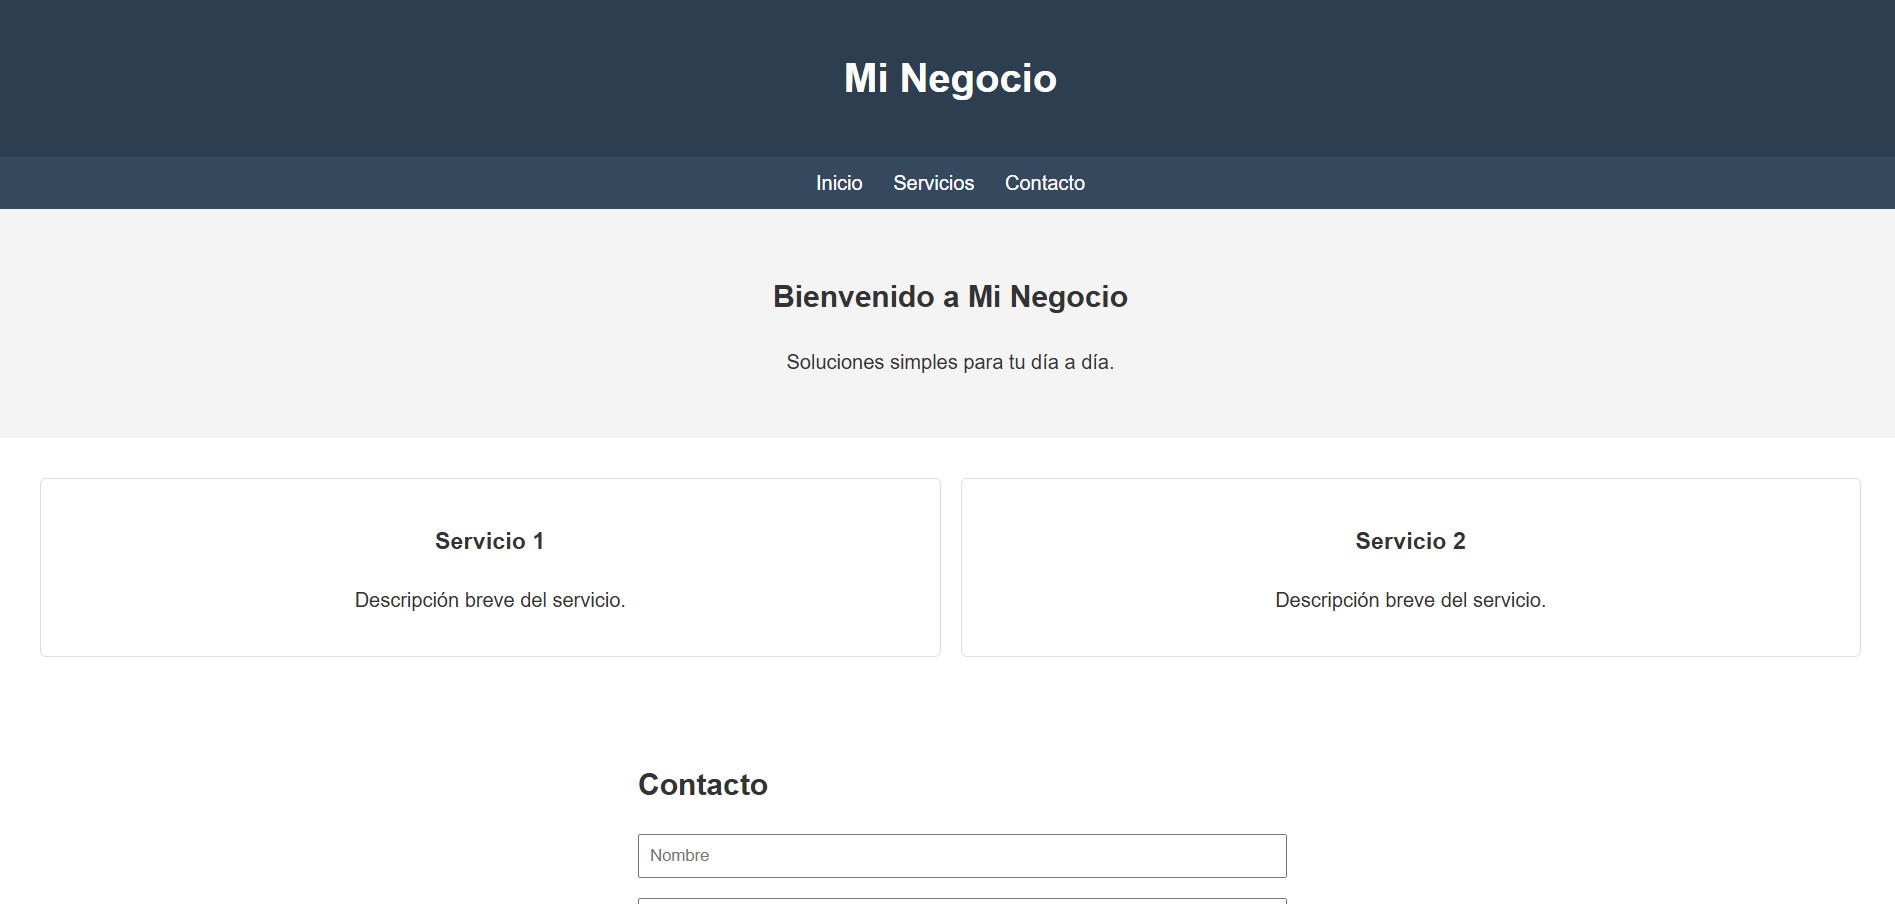 Mi Negocio
Inicio Servicios Contacto
Bienvenido a Mi Negocio
Soluciones simples para tu día a día.
Servicio 1
Descripción breve del servicio.
Servicio 2
Descripción breve del servicio.
Contacto
Nombre